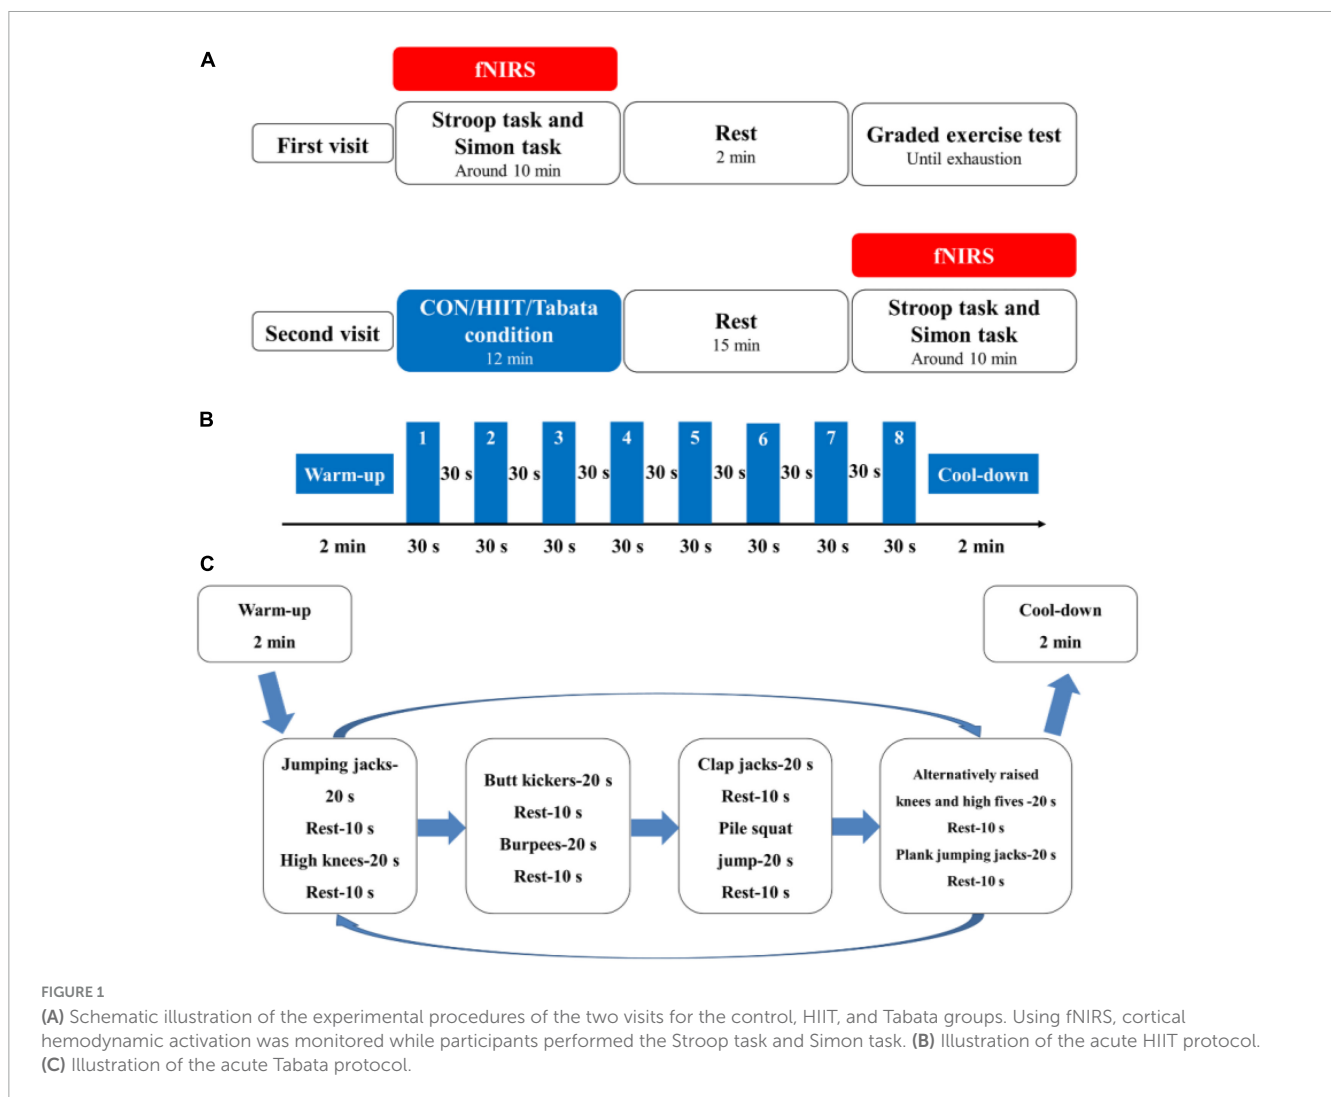 A
fNIRS
First visit
Stroop task and
Simon task
Around 10 min
Rest
2 min
Graded exercise test
Until exhaustion
fNIRS
Second visit
CON/HIIT/Tabata
condition
12 min
Rest
15 min
Stroop task and
Simon task
Around 10 min
B
Warm-up
1 2 3 4 5 6 7 8
30 s 30 s 30 s 30 s 30 s 30 s 30 s
Cool-down
2 min 30 s 30 s 30 s 30 s 30 s 30 s 30 s 30 s 2 min
C
Warm-up
2 min
Cool-down
2 min
Jumping jacks-
20 s
Rest-10 s
High knees-20 s
Rest-10 s
Butt kickers-20 s
Rest-10 s
Burpees-20 s
Rest-10 s
Clap jacks-20 s
Rest-10 s
Pile squat
jump-20 s
Rest-10 s
Alternatively raised
knees and high fives -20 s
Rest-10 s
Plank jumping jacks-20 s
Rest-10 s
FIGURE 1
(A) Schematic illustration of the experimental procedures of the two visits for the control, HIIT, and Tabata groups. Using fNIRS, cortical
hemodynamic activation was monitored while participants performed the Stroop task and Simon task. (B) Illustration of the acute HIIT protocol.
(C) Illustration of the acute Tabata protocol.